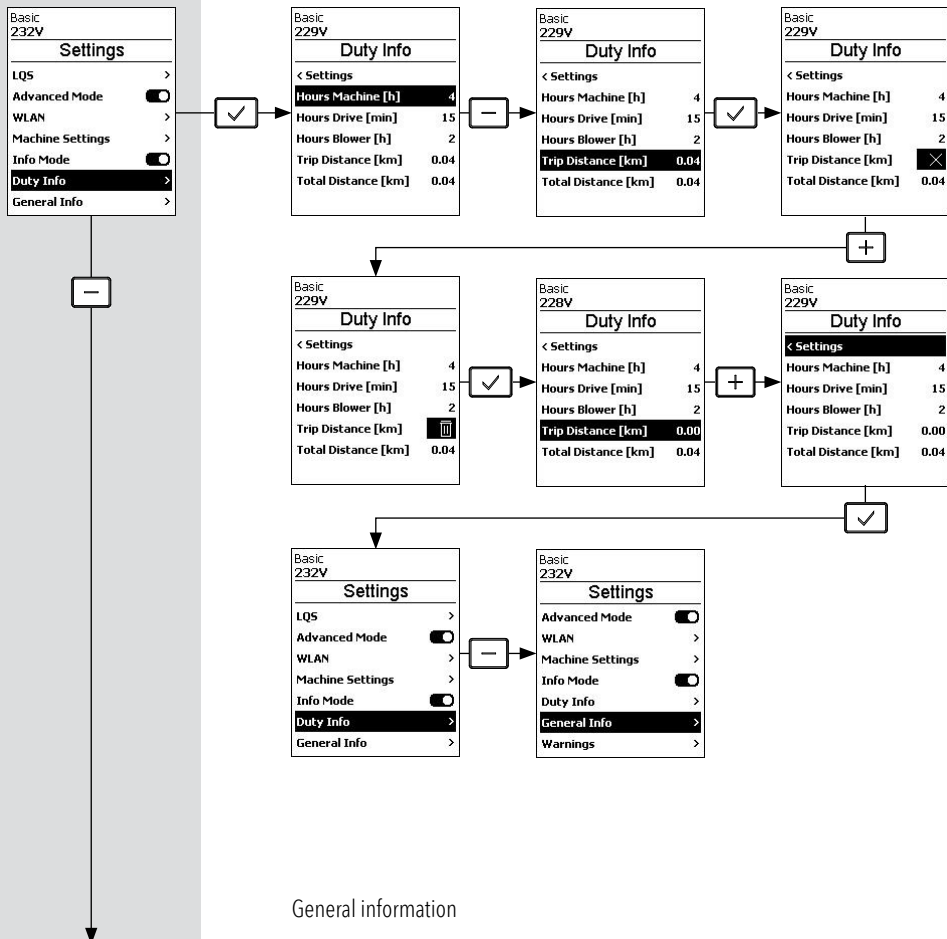 Basic
232V
Settings
LQS >
Advanced Mode
WLAN >
Machine Settings >
Info Mode
Duty Info >
General Info >
Basic
229V
Duty Info
< Settings
Hours Machine [h] 4
Hours Drive [min] 15
Hours Blower [h] 2
Trip Distance [km] 0.04
Total Distance [km] 0.04
Basic
229V
Duty Info
< Settings
Hours Machine [h] 4
Hours Drive [min] 15
Hours Blower [h] 2
Trip Distance [km] 0.04
Total Distance [km] 0.04
Basic
229V
Duty Info
< Settings
Hours Machine [h] 4
Hours Drive [min] 15
Hours Blower [h] 2
Trip Distance [km]
Total Distance [km] 0.04
Basic
229V
Duty Info
< Settings
Hours Machine [h] 4
Hours Drive [min] 15
Hours Blower [h] 2
Trip Distance [km]
Total Distance [km] 0.04
Basic
228V
Duty Info
< Settings
Hours Machine [h] 4
Hours Drive [min] 15
Hours Blower [h] 2
Trip Distance [km] 0.00
Total Distance [km] 0.04
Basic
229V
Duty Info
< Settings
Hours Machine [h] 4
Hours Drive [min] 15
Hours Blower [h] 2
Trip Distance [km] 0.00
Total Distance [km] 0.04
Basic
232V
Settings
LQS >
Advanced Mode
WLAN >
Machine Settings >
Info Mode
Duty Info >
General Info >
Basic
232V
Settings
Advanced Mode
WLAN >
Machine Settings >
Info Mode
Duty Info >
General Info >
Warnings >
General information